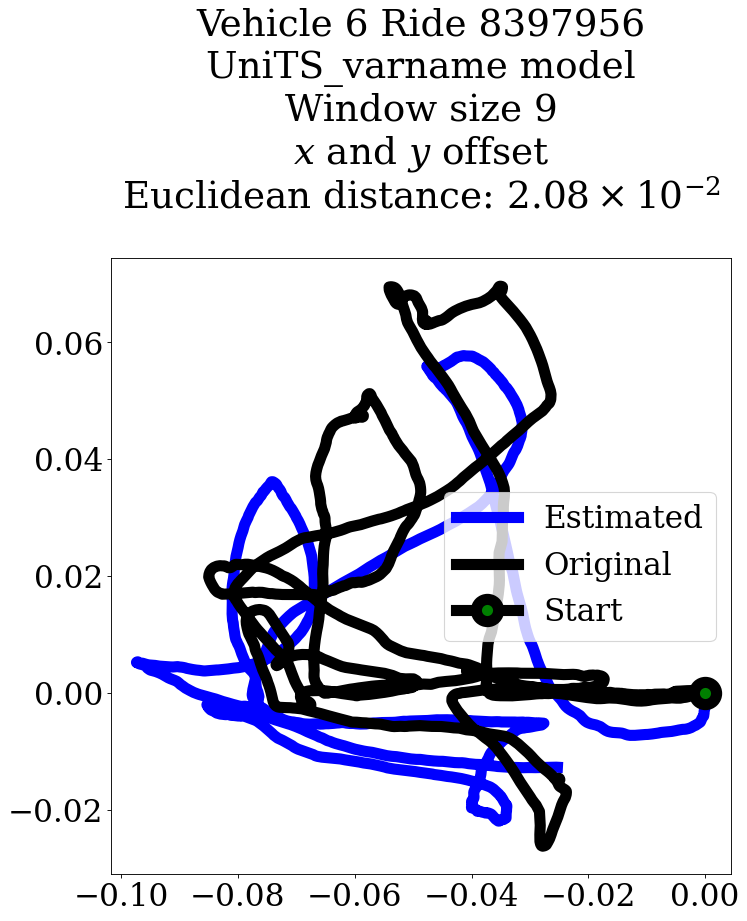 Vehicle 6 Ride 8397956
UniTS_varname model
Window size 9
x and y offset
Euclidean distance: 2.08 × 10⁻²
0.06
0.04
0.02
0.00
−0.02
Estimated
Original
Start
−0.10 −0.08 −0.06 −0.04 −0.02 0.00